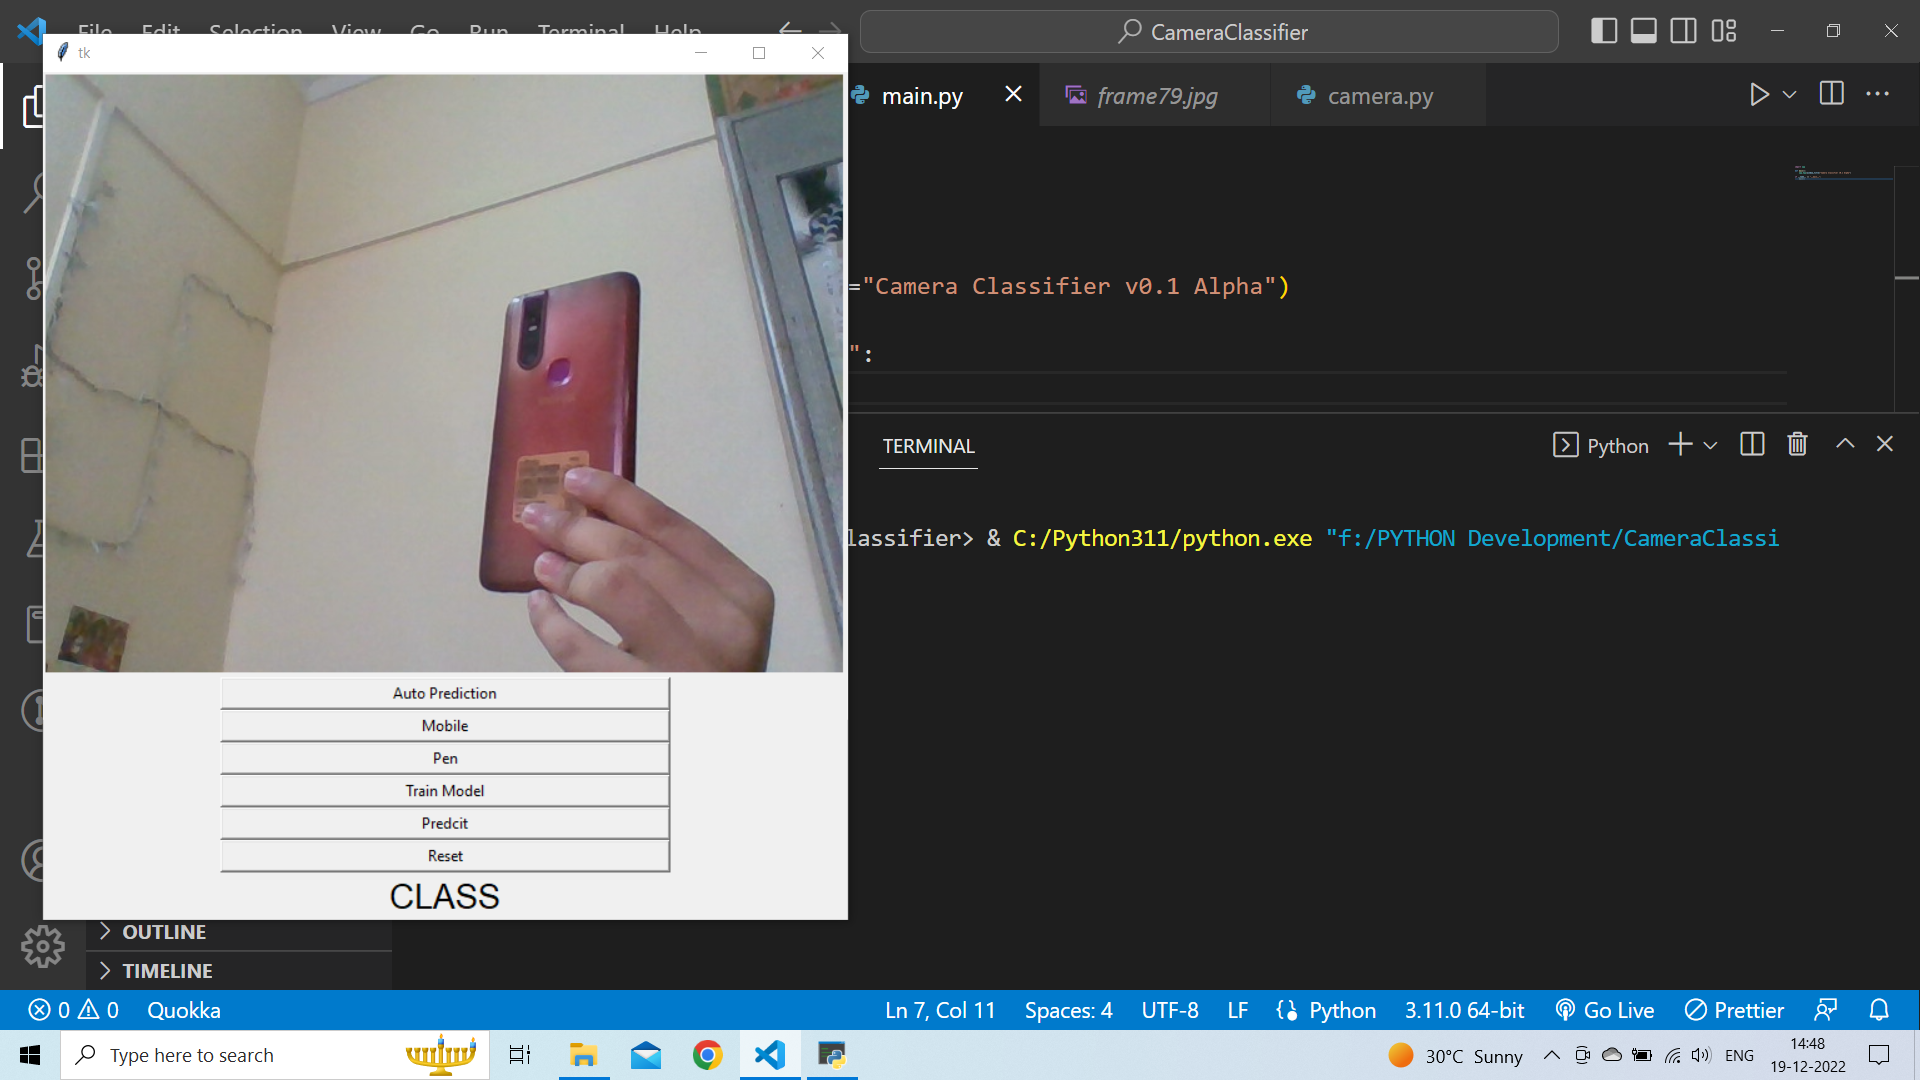 File Edit Selection View Go Run Terminal Help
CameraClassifier
tk
main.py
frame79.jpg
camera.py
="Camera Classifier v0.1 Alpha")
":
TERMINAL
Python
lassifier> & C:/Python311/python.exe "f:/PYTHON Development/CameraClassi
Auto Prediction
Mobile
Pen
Train Model
Predcit
Reset
CLASS
OUTLINE
TIMELINE
0 0 Quokka
Ln 7, Col 11 Spaces: 4 UTF-8 LF Python 3.11.0 64-bit Go Live Prettier
Type here to search
30°C Sunny
ENG
14:48
19-12-2022